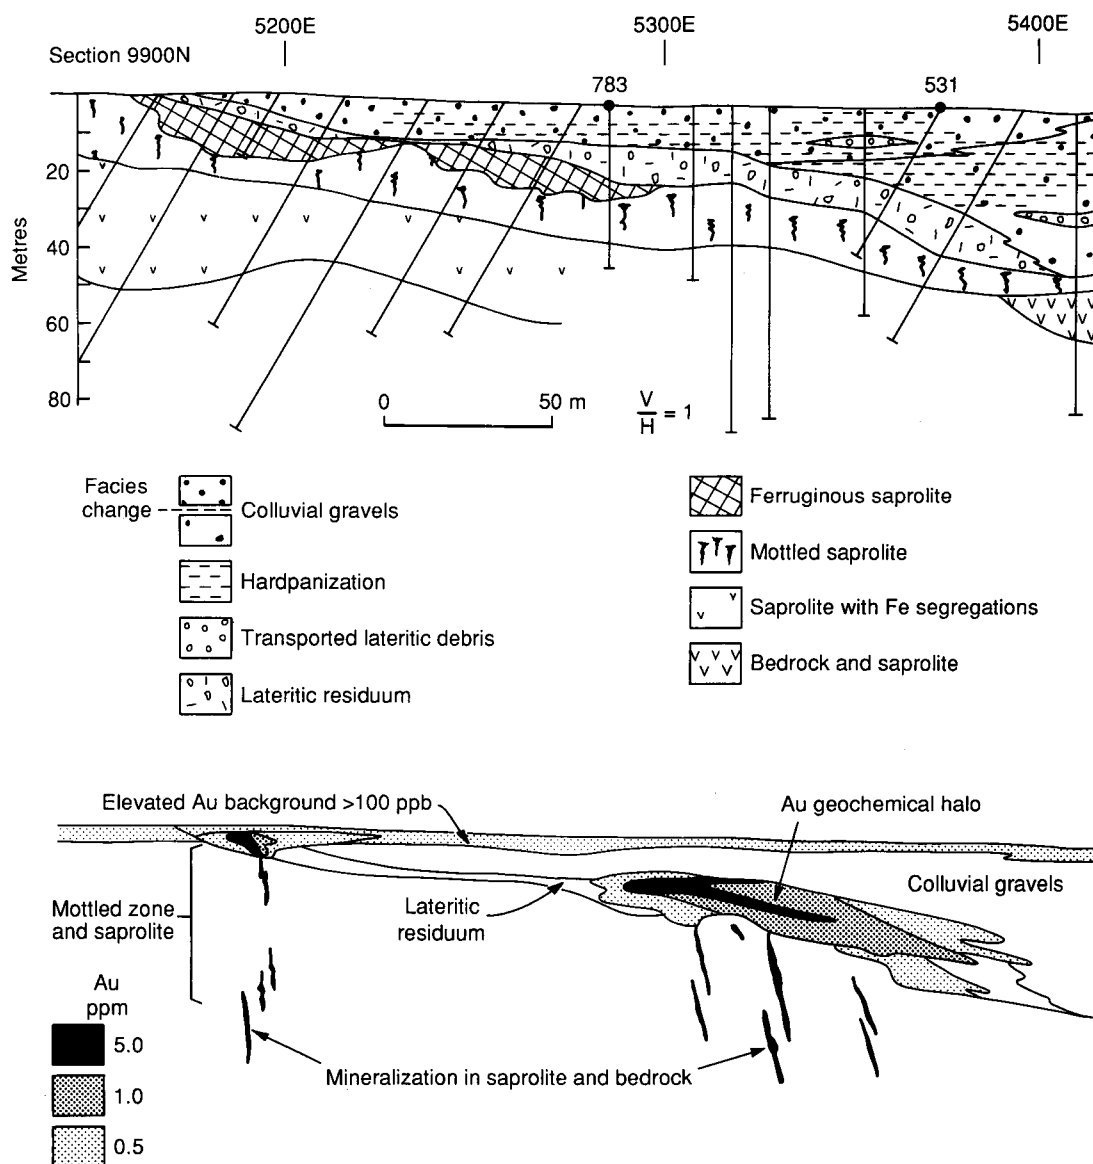 5200E
5300E
5400E
Section 9900N
783
531
20
40
60
80
Metres
0
50 m
V/H = 1
Facies
change
Colluvial gravels
Hardpanization
Transported lateritic debris
Lateritic residuum
Ferruginous saprolite
Mottled saprolite
Saprolite with Fe segregations
Bedrock and saprolite
Elevated Au background >100 ppb
Au geochemical halo
Colluvial gravels
Mottled zone
and saprolite
Lateritic
residuum
Au
ppm
5.0
1.0
0.5
Mineralization in saprolite and bedrock